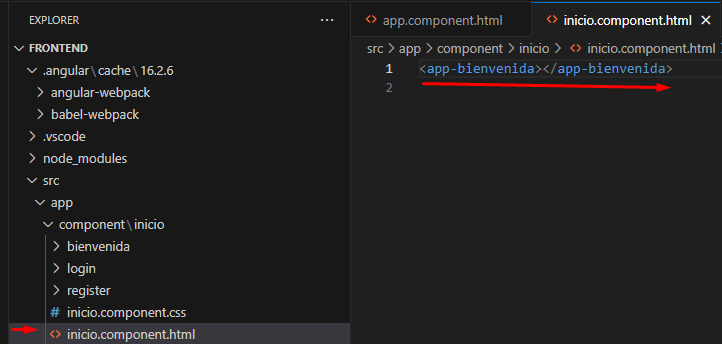 EXPLORER ...
FRONTEND
.angular\cache\16.2.6
angular-webpack
babel-webpack
.vscode
node_modules
src
app
component\inicio
bienvenida
login
register
# inicio.component.css
<> inicio.component.html
<> app.component.html <> inicio.component.html ×
src > app > component > inicio > <> inicio.component.html
1 <app-bienvenida></app-bienvenida>
2